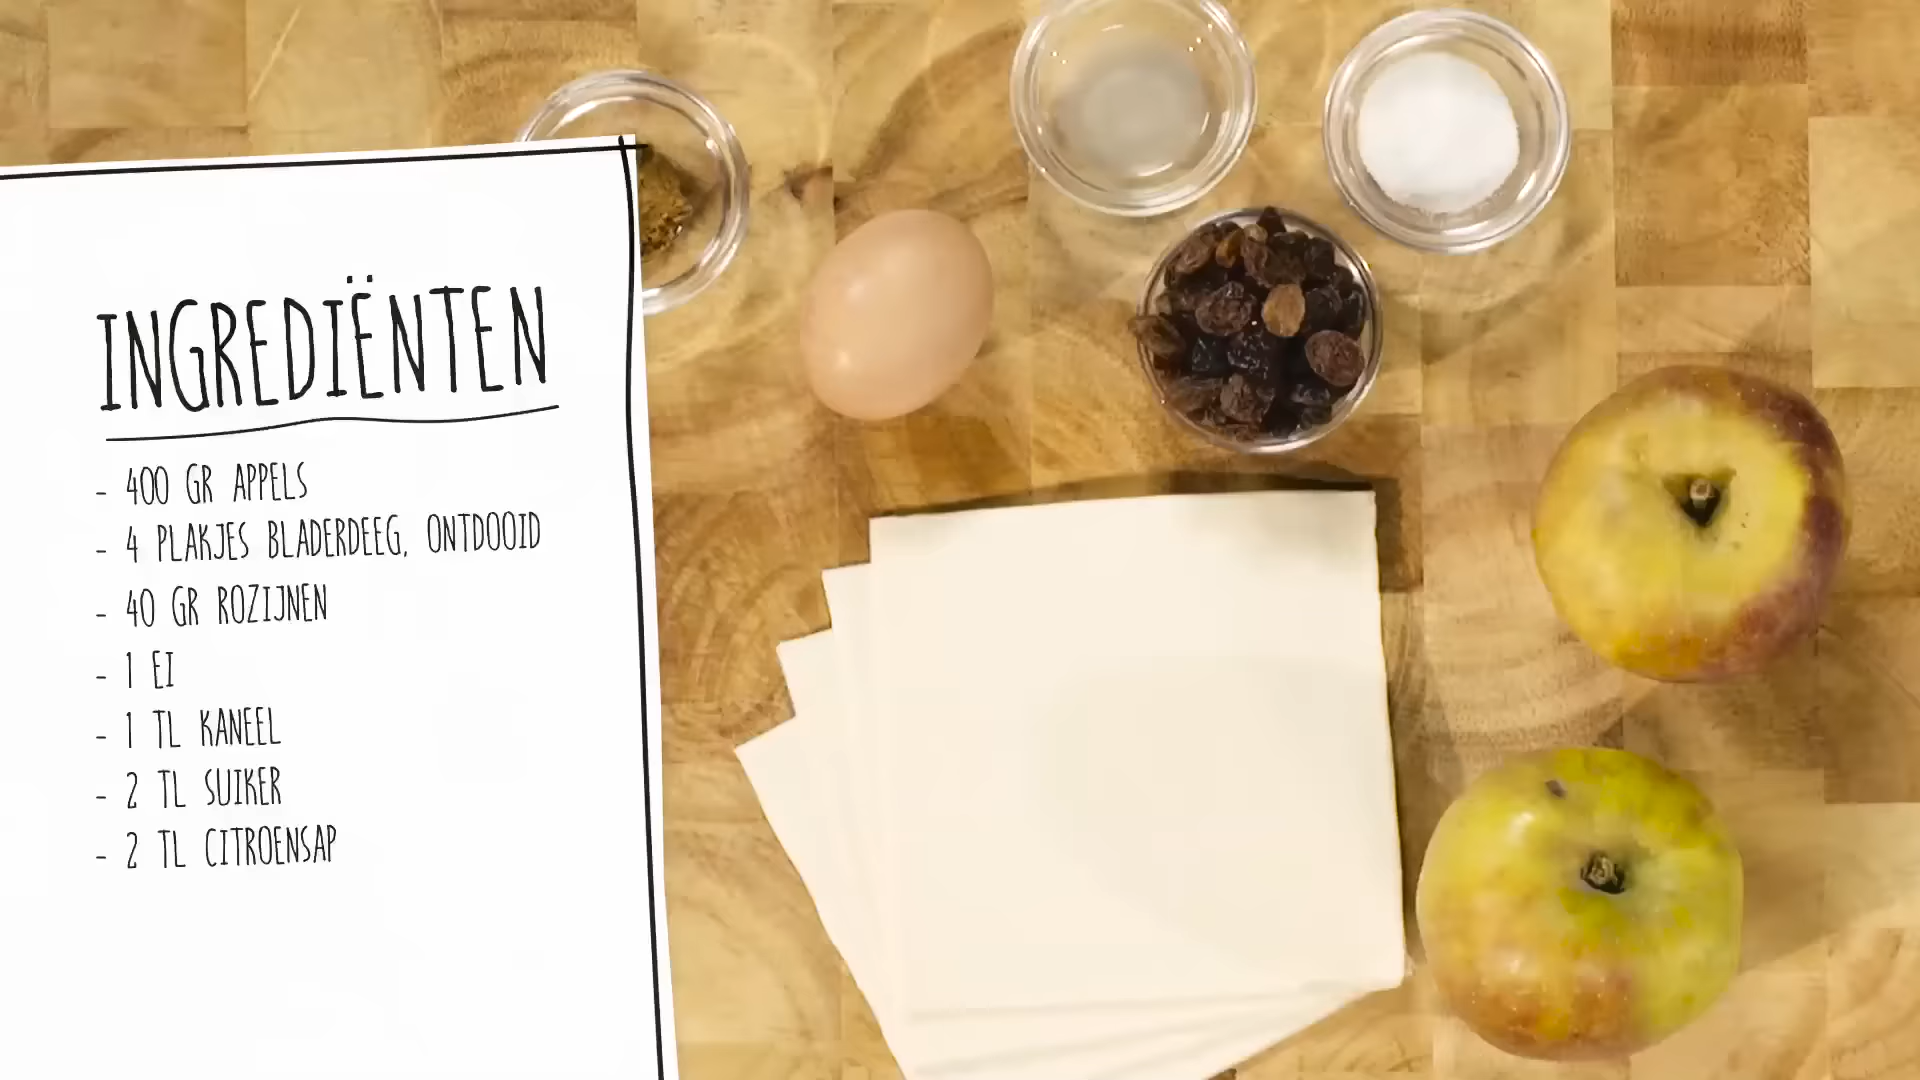 INGREDIËNTEN
- 400 GR APPELS
- 4 PLAKJES BLADERDEEG, ONTDOOID
- 40 GR ROZIJNEN
- 1 EI
- 1 TL KANEEL
- 2 TL SUIKER
- 2 TL CITROENSAP